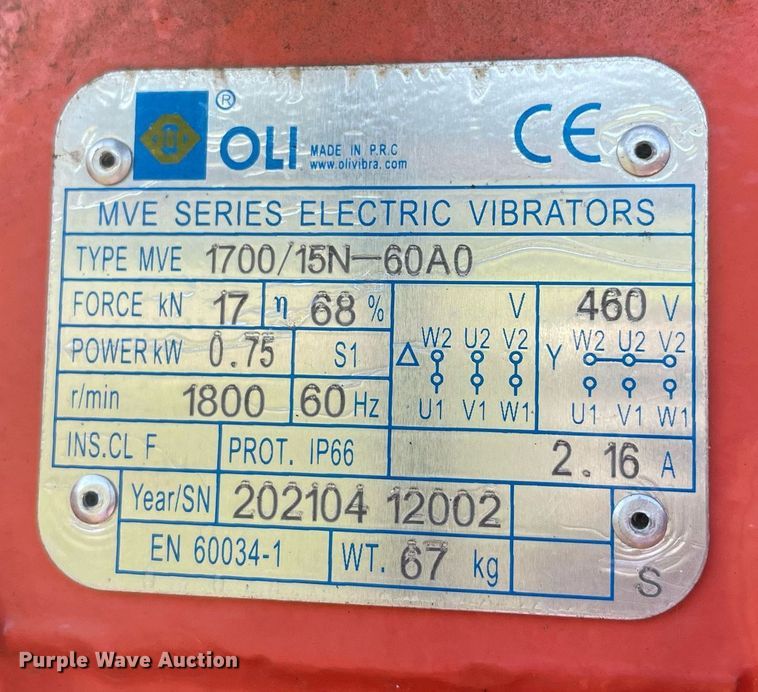 ® OLI MADE IN P.R.C CE
www.olivibra.com
MVE SERIES ELECTRIC VIBRATORS
TYPE MVE 1700/15N-60A0
FORCE kN 17 η 68 % V 460 V
POWER kW 0.75 S1 △ W2 U2 V2 Y W2 U2 V2
r/min 1800 60 Hz U1 V1 W1 U1 V1 W1
INS.CL F PROT. IP66 2.16 A
Year/SN 202104 12002
EN 60034-1 WT. 67 kg S
Purple Wave Auction